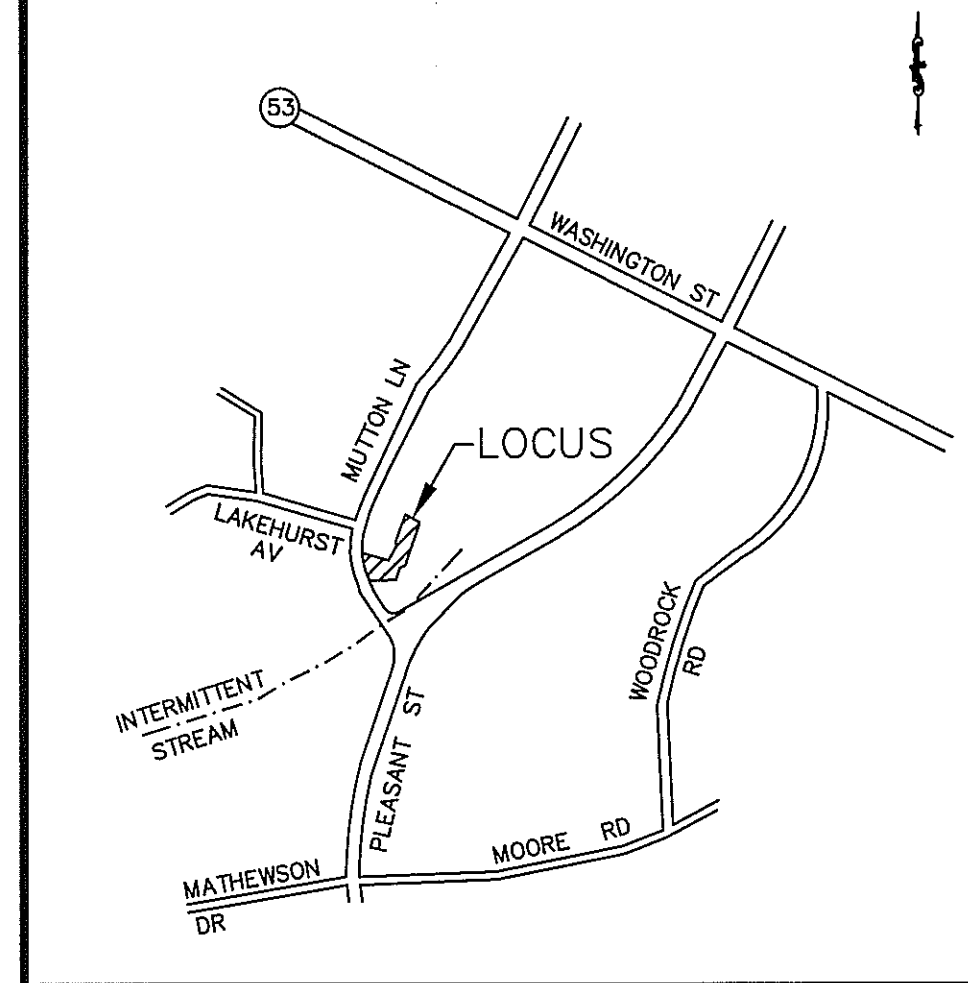 53
WASHINGTON ST
MUTTON LN
LOCUS
LAKEHURST
AV
WOODROCK
RD
INTERMITTENT
STREAM
PLEASANT ST
MOORE RD
MATHEWSON
DR